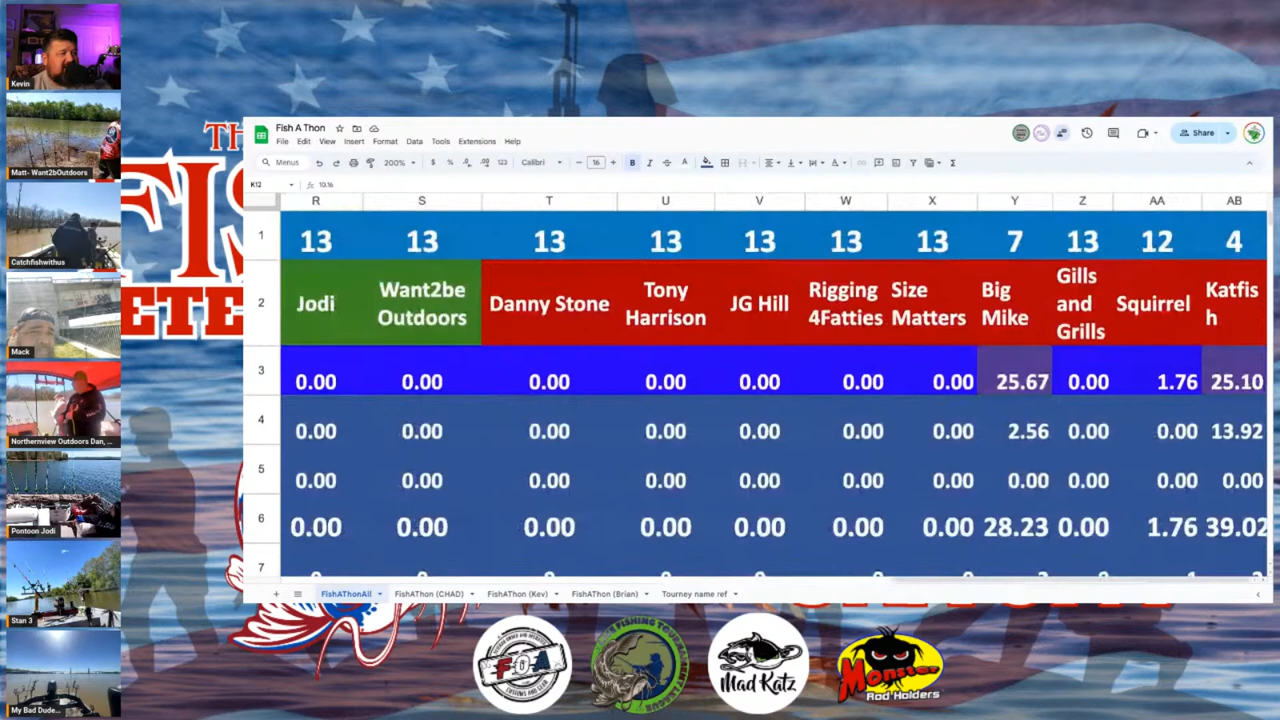 Kevin
Matt- Want2bOutdoors
Catchfishwithus
Mack
Northernview Outdoors Dan, ...
Pontoon Jodi
Stan 3
My Bad Dude...
TH
FIS
ETE
Fish A Thon
File Edit View Insert Format Data Tools Extensions Help
Share
Menus 200% $ % .0 .00 123 Calibri - 16 + B I S A
K12 fx 10.16
R S T U V W X Y Z AA AB
1 13 13 13 13 13 13 13 7 13 12 4
2 Jodi Want2be Outdoors Danny Stone Tony Harrison JG Hill Rigging 4Fatties Size Matters Big Mike Gills and Grills Squirrel Katfis h
3 0.00 0.00 0.00 0.00 0.00 0.00 0.00 25.67 0.00 1.76 25.10
4 0.00 0.00 0.00 0.00 0.00 0.00 0.00 2.56 0.00 0.00 13.92
5 0.00 0.00 0.00 0.00 0.00 0.00 0.00 0.00 0.00 0.00 0.00
6 0.00 0.00 0.00 0.00 0.00 0.00 0.00 28.23 0.00 1.76 39.02
7
+ FishAThonAll FishAThon (CHAD) FishAThon (Kev) FishAThon (Brian) Tourney name ref
FOA
CUSTOMS AND GEAR
FISHING TOURNAMENT
Mad Katz
Monster
Rod Holders